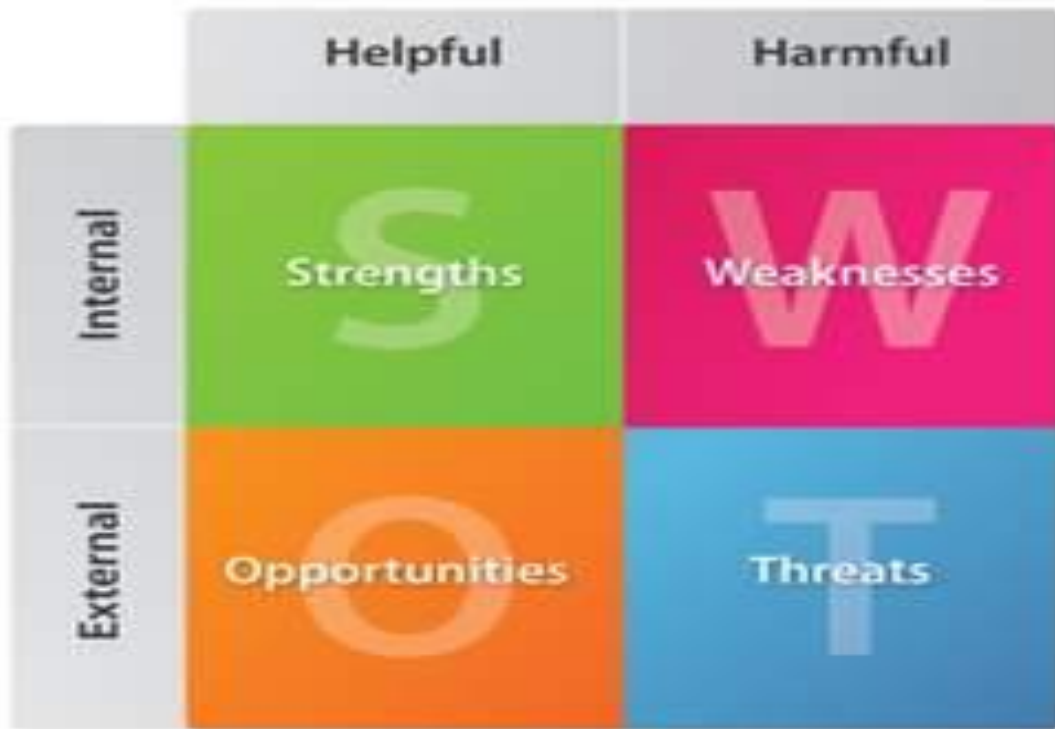 Helpful Harmful
Internal
S W
Strengths Weaknesses
External
O T
Opportunities Threats